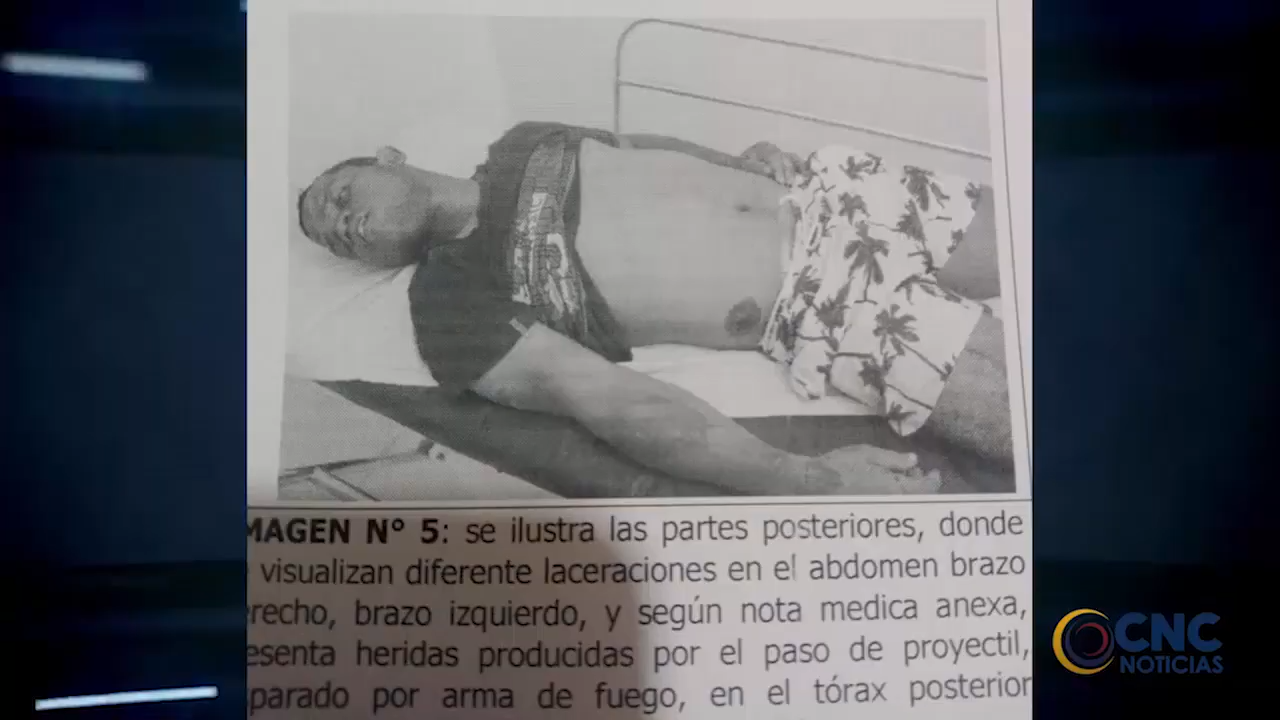 MAGEN N° 5: se ilustra las partes posteriores, donde
visualizan diferente laceraciones en el abdomen brazo
erecho, brazo izquierdo, y según nota medica anexa,
esenta heridas producidas por el paso de proyectil,
parado por arma de fuego, en el tórax posterior
CNC
NOTICIAS